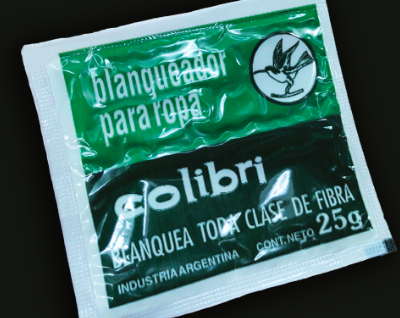 blanqueador
para ropa
colibri
BLANQUEA TODA CLASE DE FIBRA
INDUSTRIA ARGENTINA CONT. NETO 25g